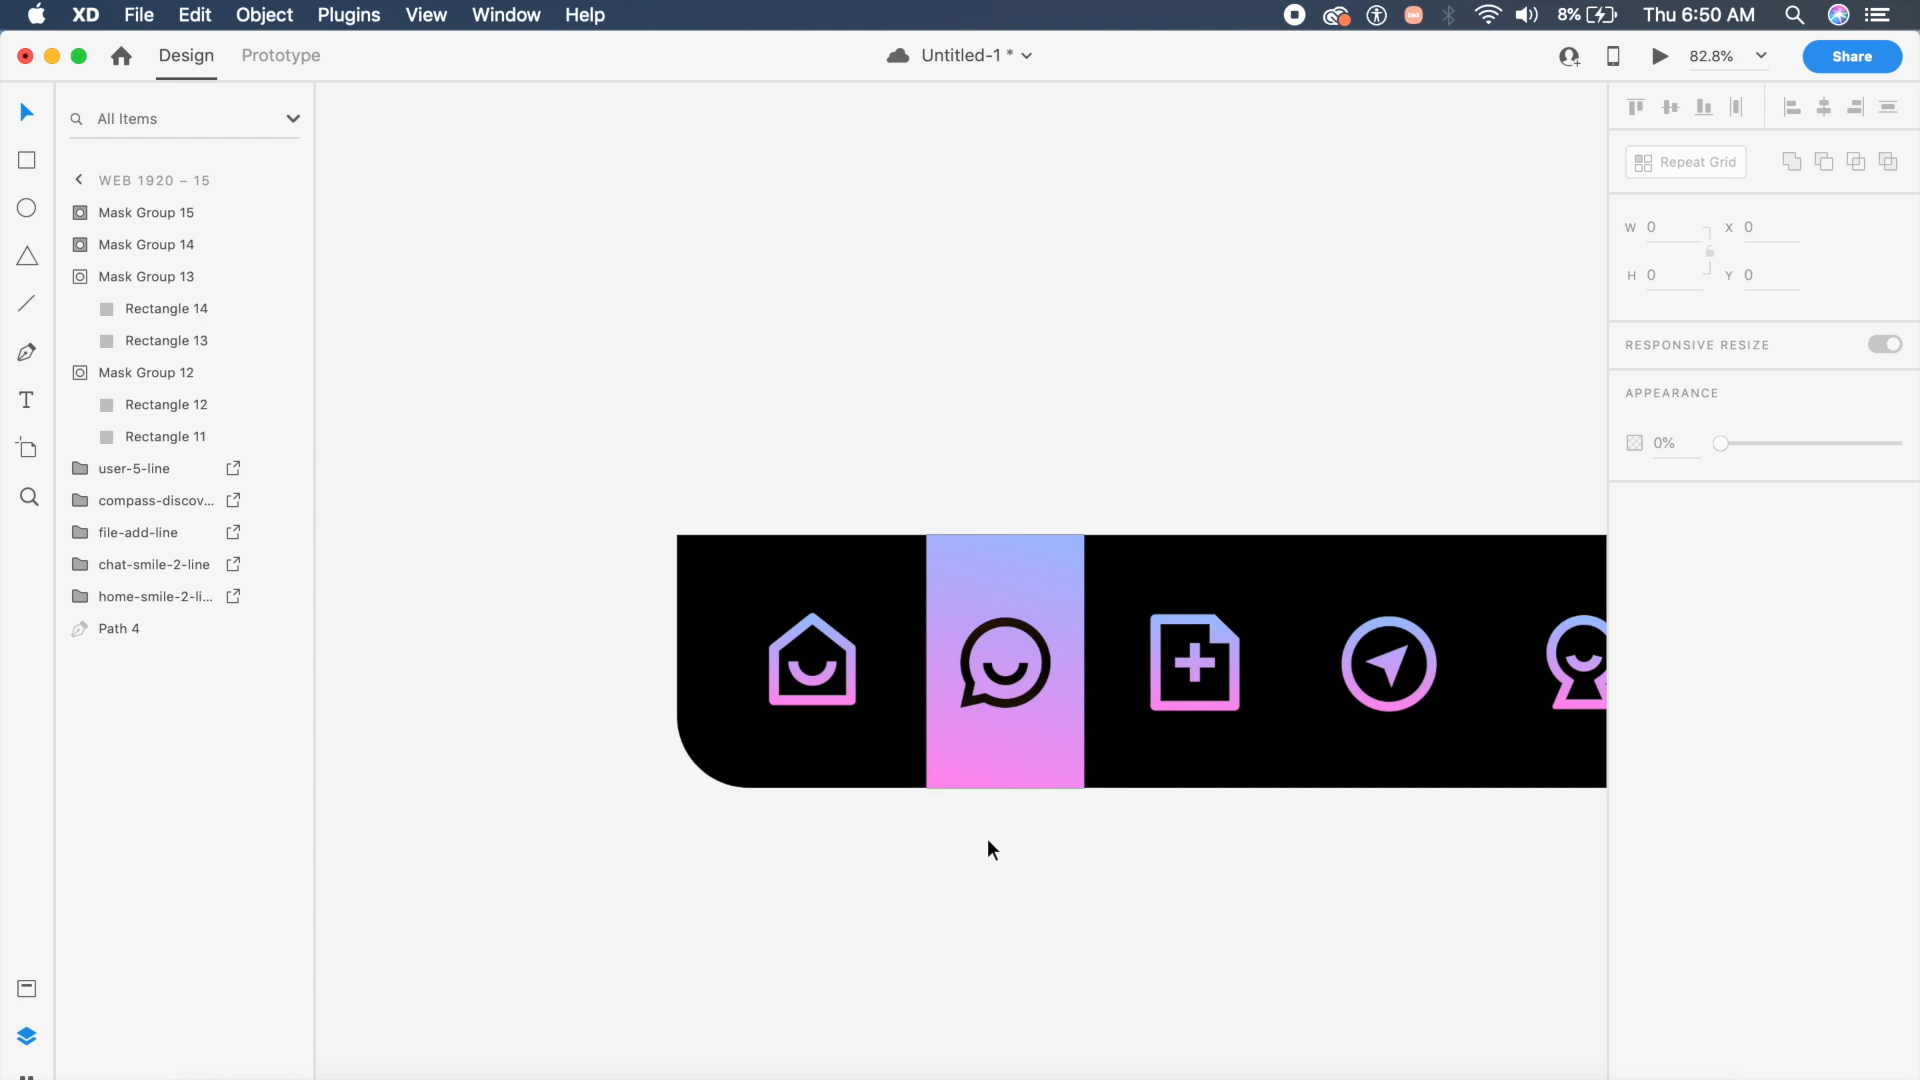 XD File Edit Object Plugins View Window Help 8% Thu 6:50 AM
Design Prototype Untitled-1 * 82.8% Share
All Items
WEB 1920 – 15
Mask Group 15
Mask Group 14
Mask Group 13
Rectangle 14
Rectangle 13
Mask Group 12
Rectangle 12
Rectangle 11
user-5-line
compass-discov...
file-add-line
chat-smile-2-line
home-smile-2-li...
Path 4
Repeat Grid
W 0 X 0
H 0 Y 0
RESPONSIVE RESIZE
APPEARANCE
0%